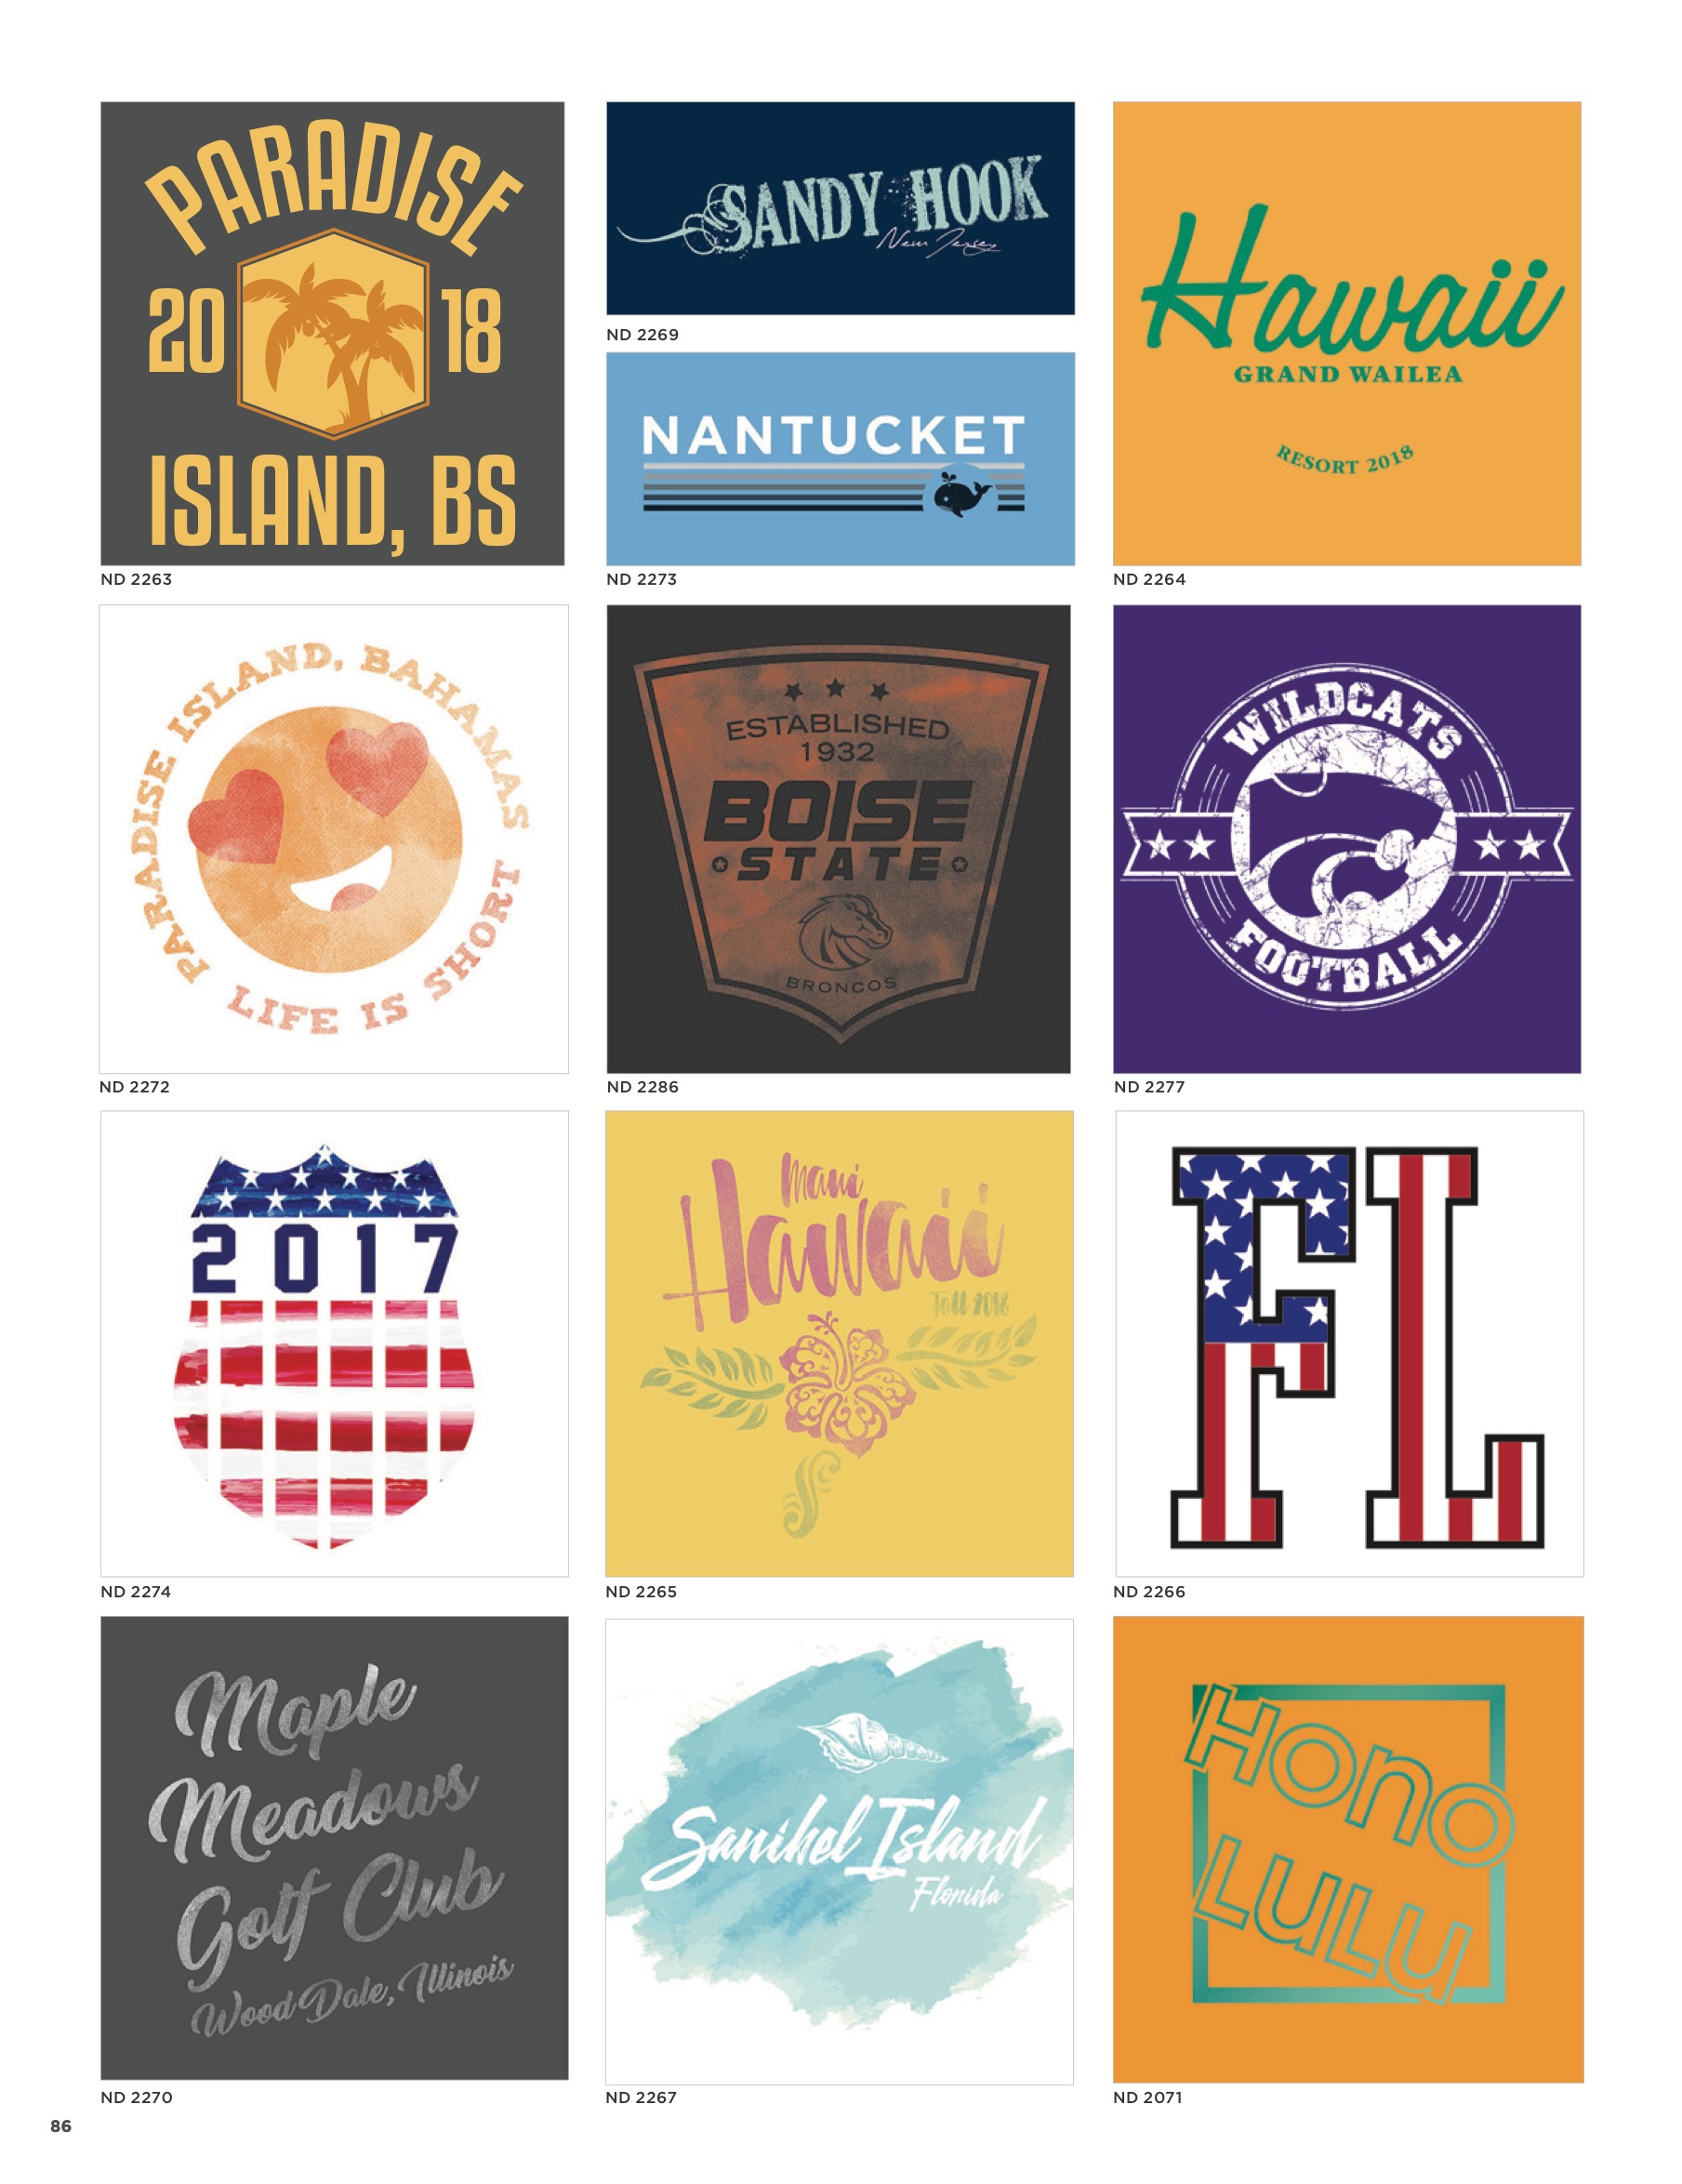 PARADISE
20 18
ISLAND, BS
ND 2263
SANDY HOOK
New Jersey
ND 2269
NANTUCKET
ND 2273
Hawaii
GRAND WAILEA
RESORT 2018
ND 2264
PARADISE ISLAND, BAHAMAS
LIFE IS SHORT
ND 2272
ESTABLISHED
1932
BOISE
STATE
BRONCOS
ND 2286
WILDCATS
FOOTBALL
ND 2277
2017
ND 2274
Maui
Hawaii
Fall 2018
ND 2265
FL
ND 2266
Maple
Meadows
Golf Club
Wood Dale, Illinois
ND 2270
Sanibel Island
Florida
ND 2267
HONO
LULU
ND 2071
86